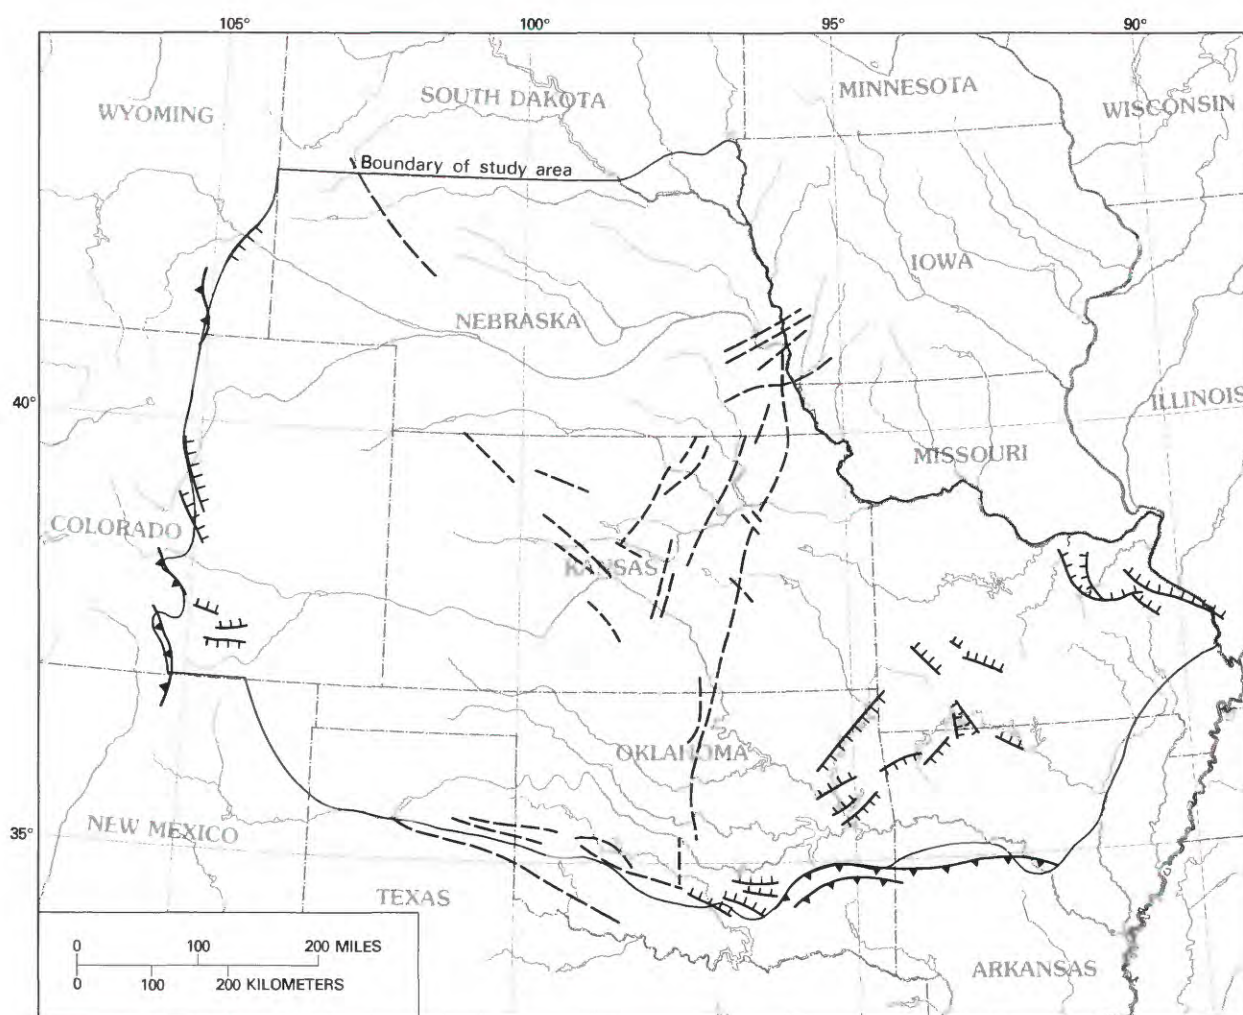 105°
100°
95°
90°
SOUTH DAKOTA
MINNESOTA
WISCONSIN
WYOMING
Boundary of study area
IOWA
NEBRASKA
40°
ILLINOIS
MISSOURI
COLORADO
KANSAS
OKLAHOMA
35°
NEW MEXICO
TEXAS
ARKANSAS
0 100 200 MILES
0 100 200 KILOMETERS